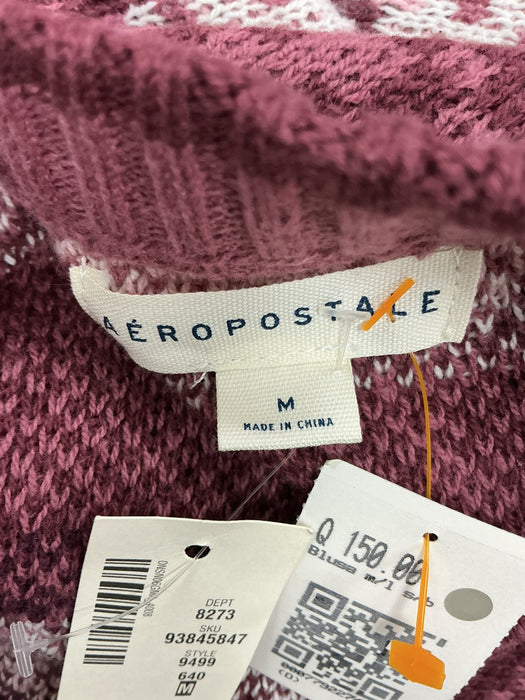 AÉROPOSTALE
M
MADE IN CHINA
DEPT
8273
SKU
93845847
STYLE
9499
640
M
Q 150.00
Blusa m/l s/b